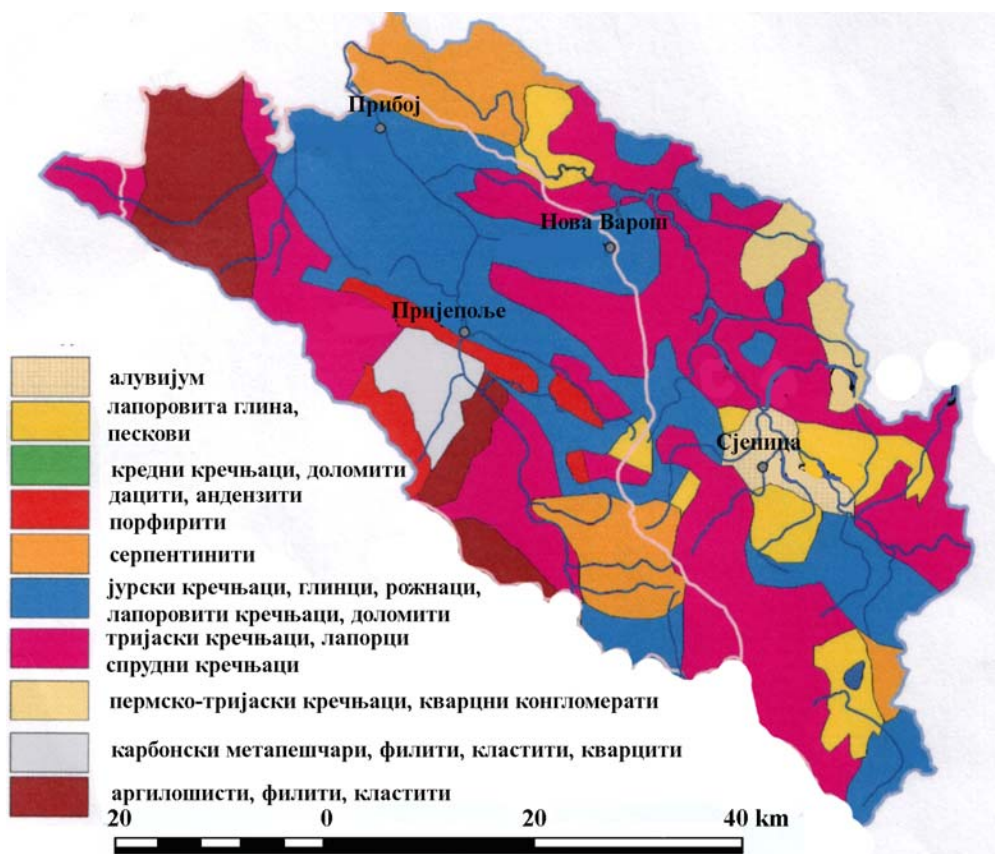 Прибој
Нова Варош
Пријепоље
Сјеница
алувијум
лапоровита глина,
пескови
кредни кречњаци, доломити
дацити, андензити
порфирити
серпентинити
јурски кречњаци, глинци, рожнаци,
лапоровити кречњаци, доломити
тријаски кречњаци, лапорци
спрудни кречњаци
пермско-тријаски кречњаци, кварцни конгломерати
карбонски метапешчари, филити, кластити, кварцити
аргилошисти, филити, кластити
20 0 20 40 km